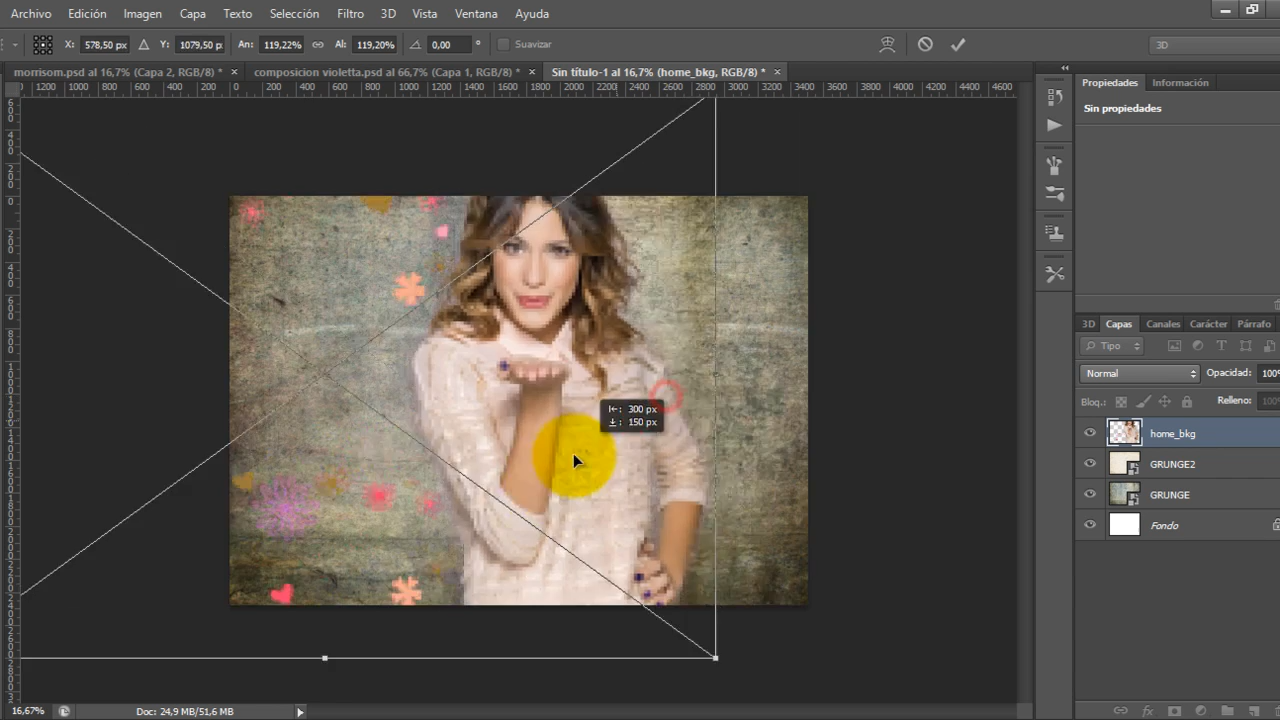 Archivo Edición Imagen Capa Texto Selección Filtro 3D Vista Ventana Ayuda
X: 578,50 px Y: 1079,50 p: An: 119,22% Al: 119,20% 0,00 ° Suavizar 3D
morrisom.psd al 16,7% (Capa 2, RGB/8) * × composicion violetta.psd al 66,7% (Capa 1, RGB/8) * × Sin título-1 al 16,7% (home_bkg, RGB/8) * ×
1200 1000 800 600 400 200 0 200 400 600 800 1000 1200 1400 1600 1800 2000 2200 2400 2600 2800 3000 3200 3400 3600 3800 4000 4200 4400 4600
Propiedades Información
Sin propiedades
3D Capas Canales Carácter Párrafo
Tipo
Normal Opacidad: 100%
Bloq.: Relleno: 100
300 px
150 px
home_bkg
GRUNGE2
GRUNGE
Fondo
16,67% Doc: 24,9 MB/51,6 MB